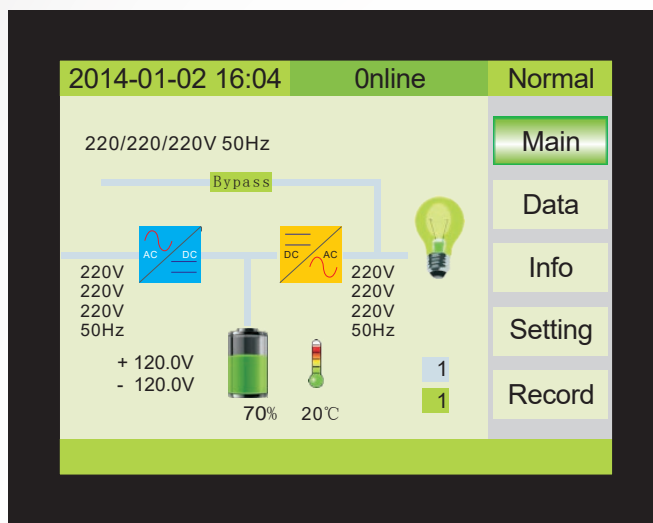 2014-01-02 16:04 0nline Normal
220/220/220V 50Hz
Main
Bypass
Data
AC DC
DC AC
220V
220V
220V
50Hz
220V
220V
220V
50Hz
Info
Setting
+ 120.0V
- 120.0V
70%
20℃
1
1
Record